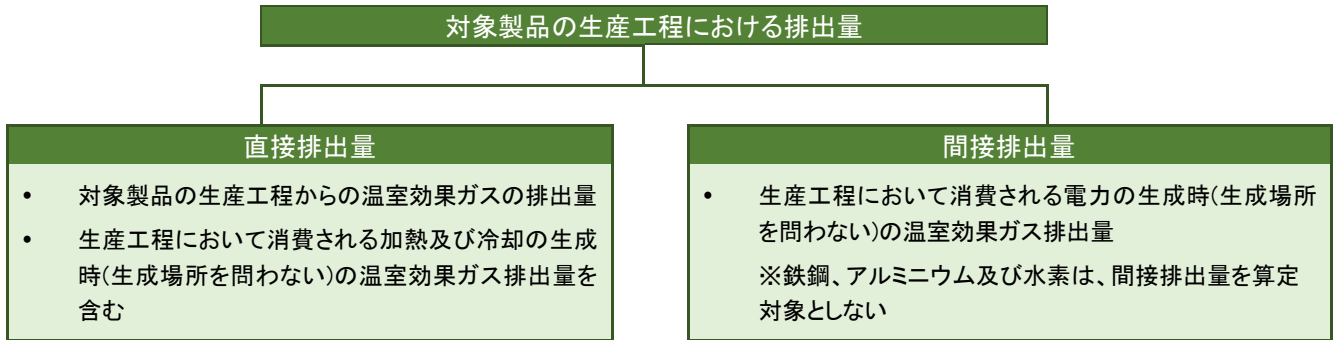 対象製品の生産工程における排出量
直接排出量
• 対象製品の生産工程からの温室効果ガスの排出量
• 生産工程において消費される加熱及び冷却の生成
時(生成場所を問わない)の温室効果ガス排出量を
含む
間接排出量
• 生産工程において消費される電力の生成時(生成場所
を問わない)の温室効果ガス排出量
※鉄鋼、アルミニウム及び水素は、間接排出量を算定
対象としない